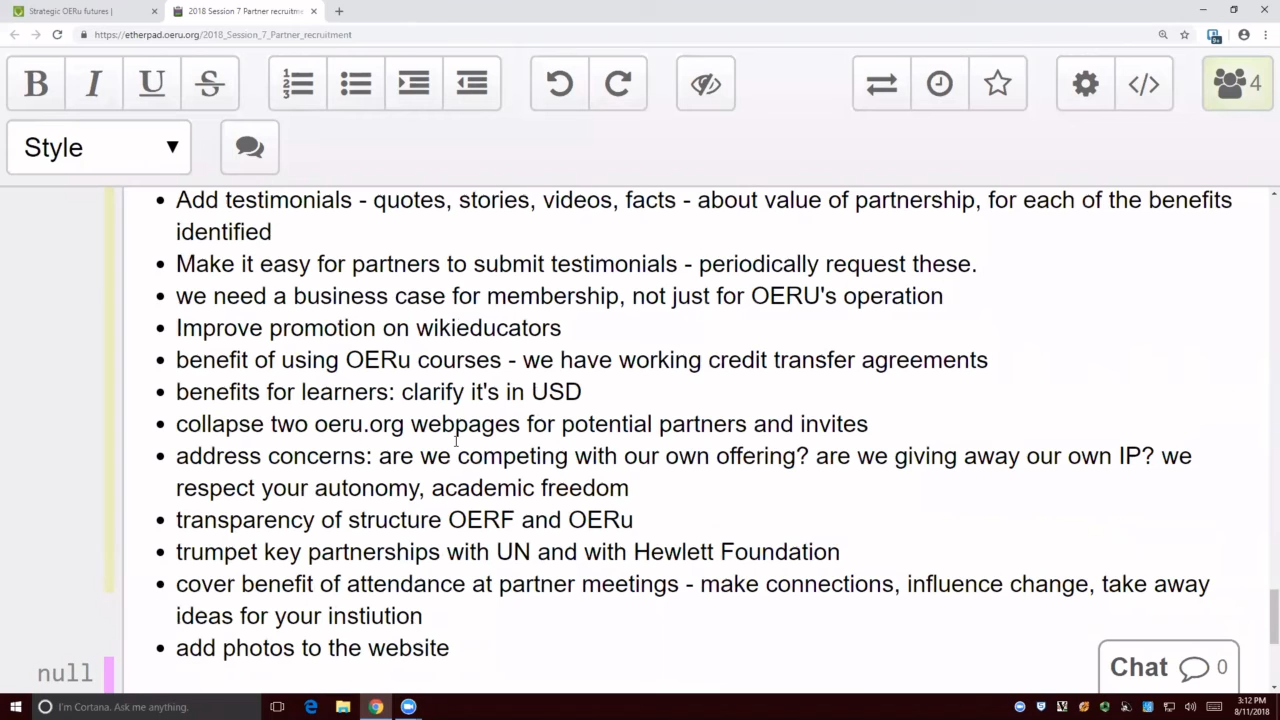 Strategic OERu futures |
2018 Session 7 Partner recruitm
https://etherpad.oeru.org/2018_Session_7_Partner_recruitment
9+
B I U S
4
Style
Add testimonials - quotes, stories, videos, facts - about value of partnership, for each of the benefits
identified
Make it easy for partners to submit testimonials - periodically request these.
we need a business case for membership, not just for OERU's operation
Improve promotion on wikieducators
benefit of using OERu courses - we have working credit transfer agreements
benefits for learners: clarify it's in USD
collapse two oeru.org webpages for potential partners and invites
address concerns: are we competing with our own offering? are we giving away our own IP? we
respect your autonomy, academic freedom
transparency of structure OERF and OERu
trumpet key partnerships with UN and with Hewlett Foundation
cover benefit of attendance at partner meetings - make connections, influence change, take away
ideas for your instiution
add photos to the website
null
Chat 0
I'm Cortana. Ask me anything.
3:12 PM
8/11/2018